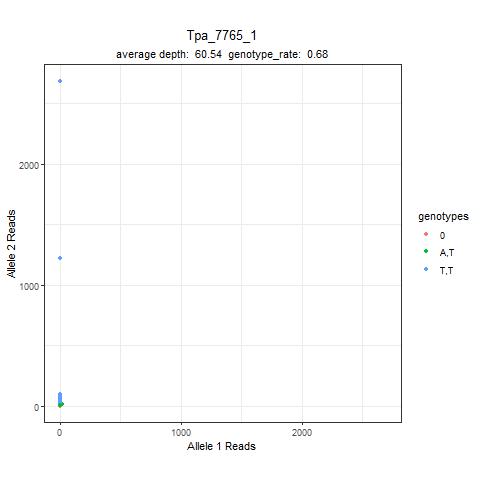 Tpa_7765_1
average depth:  60.54  genotype_rate:  0.68
Allele 2 Reads
2000
1000
0
0
1000
2000
Allele 1 Reads
genotypes
0
A,T
T,T